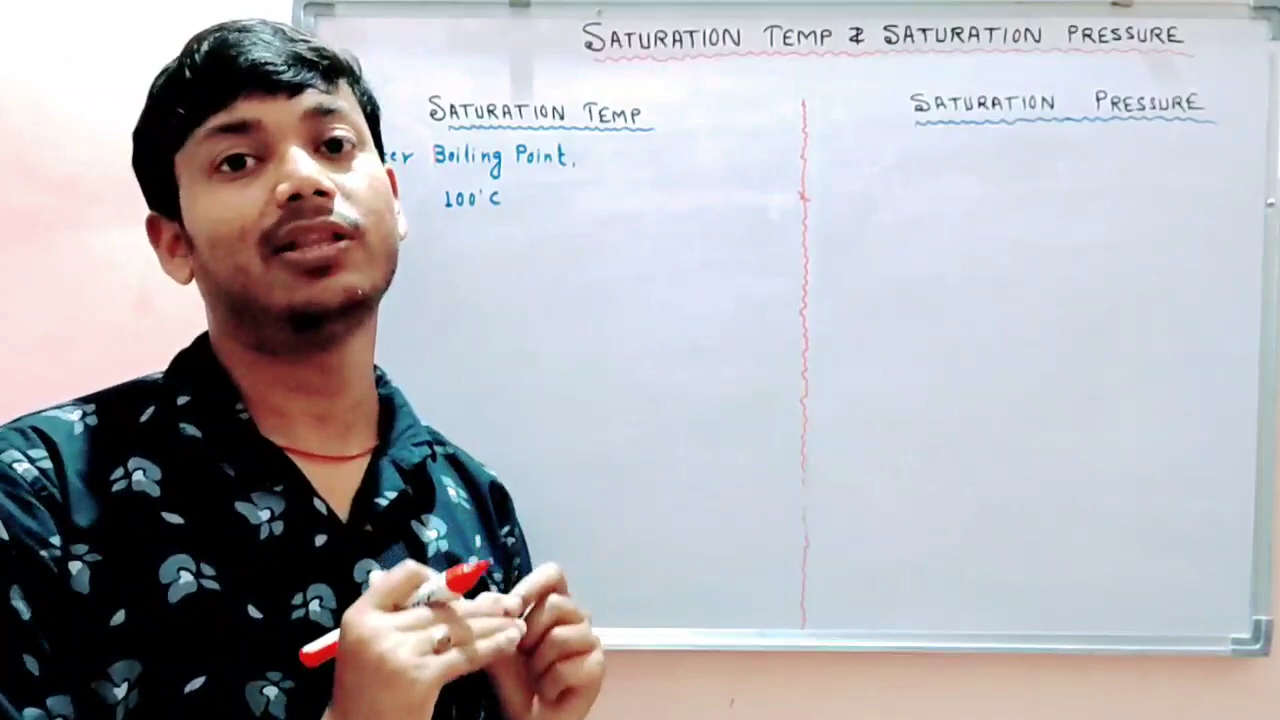 SATURATION TEMP & SATURATION PRESSURE
SATURATION TEMP
Boiling Point.
100°C
SATURATION PRESSURE